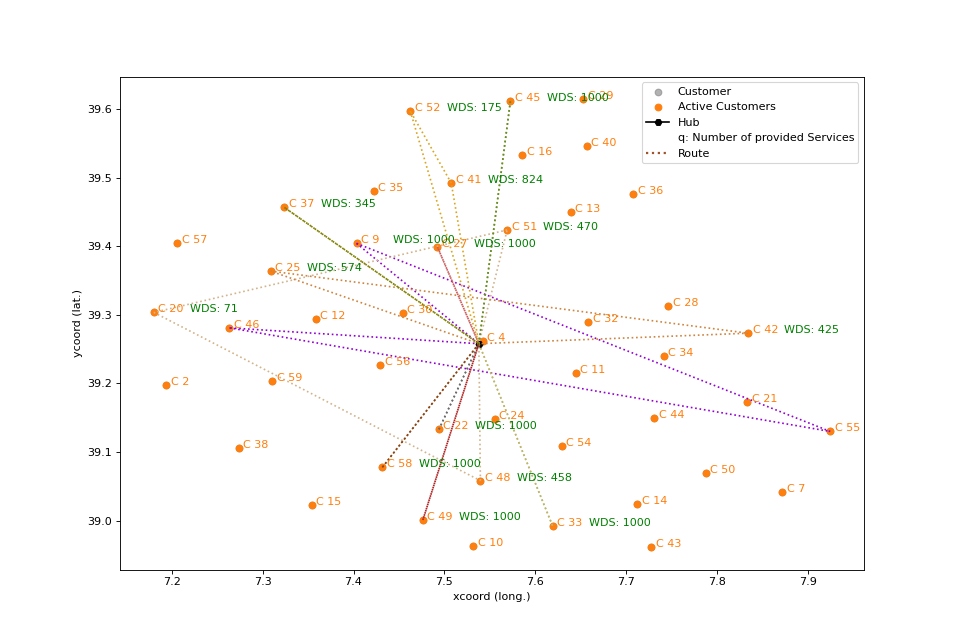 Customer
Active Customers
Hub
q: Number of provided Services
Route
C 45 WDS: 1000
C 29
C 52 WDS: 175
C 40
C 16
C 41 WDS: 824
C 35
C 36
C 37 WDS: 345
C 13
C 51 WDS: 470
C 57
C 9 WDS: 1000
C 27 WDS: 1000
C 25 WDS: 574
C 28
C 20 WDS: 71
C 30
C 12
C 32
C 46
C 42 WDS: 425
C 4
C 34
C 56
C 11
C 59
C 2
C 21
C 24
C 44
C 22 WDS: 1000
C 55
C 38
C 54
C 58 WDS: 1000
C 50
C 48 WDS: 458
C 7
C 15
C 14
C 49 WDS: 1000
C 33 WDS: 1000
C 10
C 43
39.6
39.5
39.4
39.3
39.2
39.1
39.0
ycoord (lat.)
7.2 7.3 7.4 7.5 7.6 7.7 7.8 7.9
xcoord (long.)